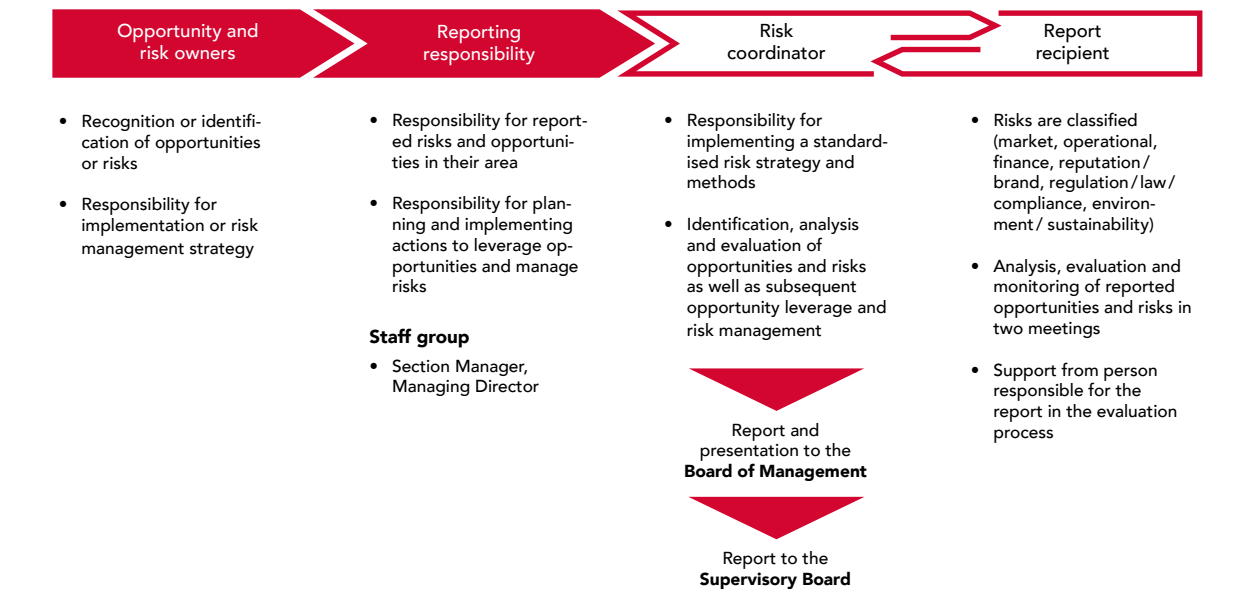 Opportunity and
risk owners
Reporting
responsibility
Risk
coordinator
Report
recipient
• Recognition or identifi-
cation of opportunities
or risks
• Responsibility for
implementation or risk
management strategy
• Responsibility for report-
ed risks and opportuni-
ties in their area
• Responsibility for plan-
ning and implementing
actions to leverage op-
portunities and manage
risks
Staff group
• Section Manager,
Managing Director
• Responsibility for
implementing a standard-
ised risk strategy and
methods
• Identification, analysis
and evaluation of
opportunities and risks
as well as subsequent
opportunity leverage and
risk management
Report and
presentation to the
Board of Management
Report to the
Supervisory Board
• Risks are classified
(market, operational,
finance, reputation /
brand, regulation / law /
compliance, environ-
ment / sustainability)
• Analysis, evaluation and
monitoring of reported
opportunities and risks in
two meetings
• Support from person
responsible for the
report in the evaluation
process